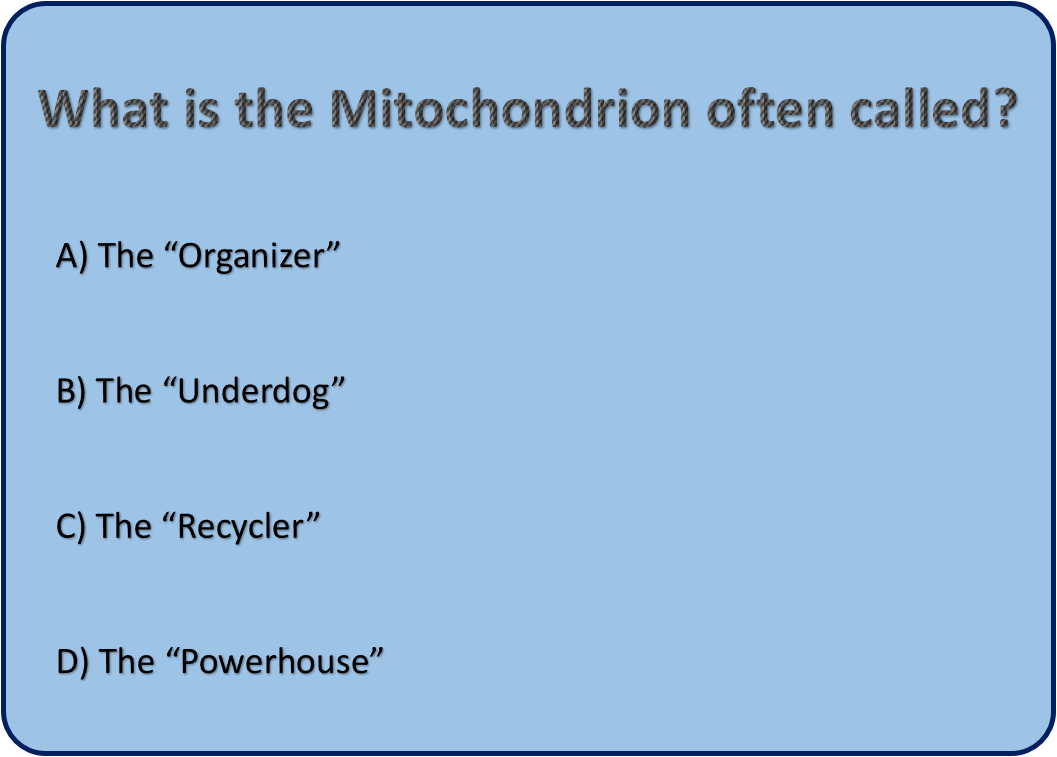 What is the Mitochondrion often called?
A) The “Organizer”
B) The “Underdog”
C) The “Recycler”
D) The “Powerhouse”